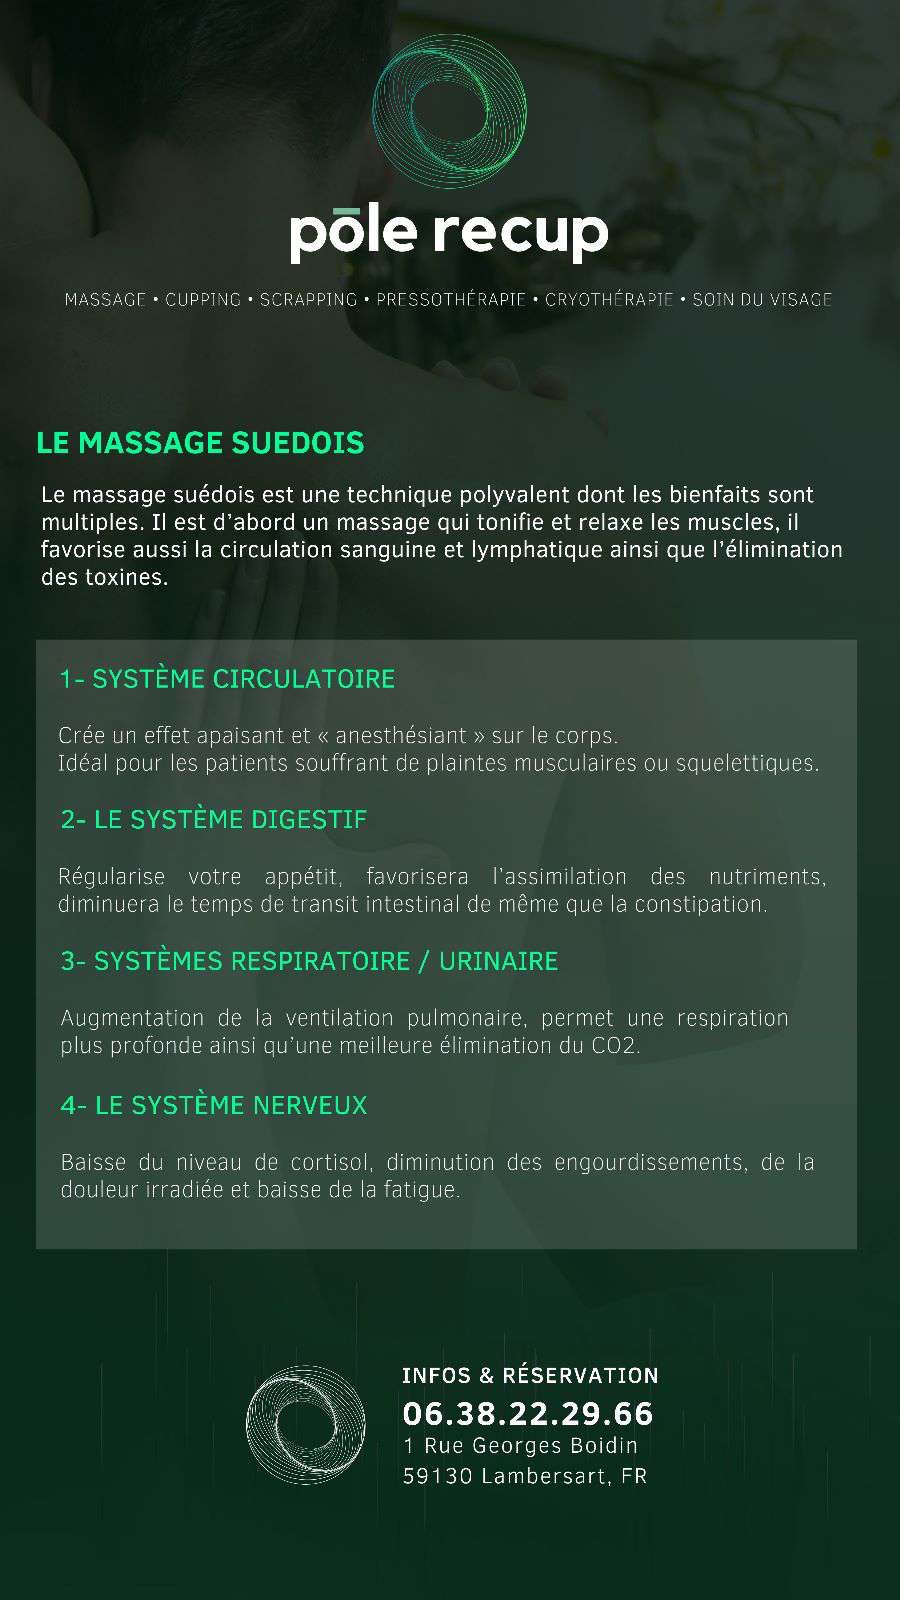 pōle recup
MASSAGE • CUPPING • SCRAPPING • PRESSOTHÉRAPIE • CRYOTHÉRAPIE • SOIN DU VISAGE
LE MASSAGE SUEDOIS
Le massage suédois est une technique polyvalent dont les bienfaits sont
multiples. Il est d’abord un massage qui tonifie et relaxe les muscles, il
favorise aussi la circulation sanguine et lymphatique ainsi que l’élimination
des toxines.
1- SYSTÈME CIRCULATOIRE
Crée un effet apaisant et « anesthésiant » sur le corps.
Idéal pour les patients souffrant de plaintes musculaires ou squelettiques.
2- LE SYSTÈME DIGESTIF
Régularise votre appétit, favorisera l’assimilation des nutriments,
diminuera le temps de transit intestinal de même que la constipation.
3- SYSTÈMES RESPIRATOIRE / URINAIRE
Augmentation de la ventilation pulmonaire, permet une respiration
plus profonde ainsi qu’une meilleure élimination du CO2.
4- LE SYSTÈME NERVEUX
Baisse du niveau de cortisol, diminution des engourdissements, de la
douleur irradiée et baisse de la fatigue.
INFOS & RÉSERVATION
06.38.22.29.66
1 Rue Georges Boidin
59130 Lambersart, FR